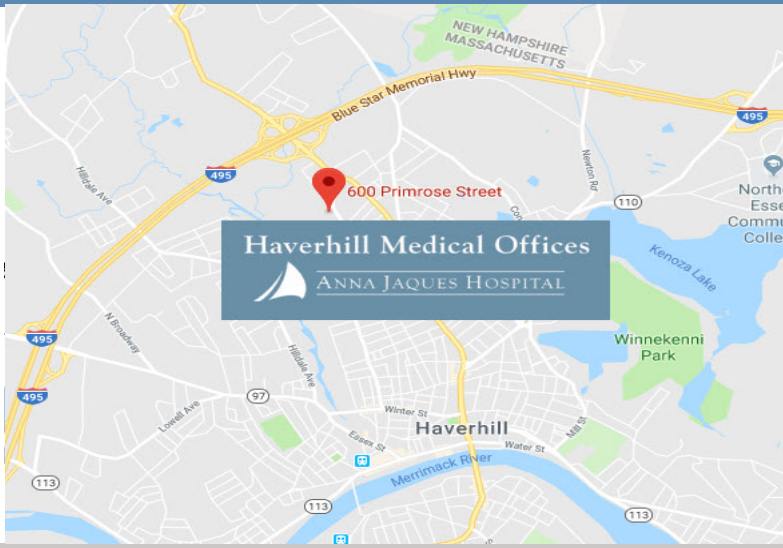 NEW HAMPSHIRE
MASSACHUSETTS
Blue Star Memorial Hwy
495
495
Hilldale Ave
Newton Rd
600 Primrose Street
110
Kenoza Lake
Haverhill Medical Offices
ANNA JAQUES HOSPITAL
N Broadway
495
Hilldale Ave
Winnekenni
Park
495
97
Lowell Ave
Winter St
Haverhill
Essex St
Water St
Mill St
Merrimack River
113
113
113